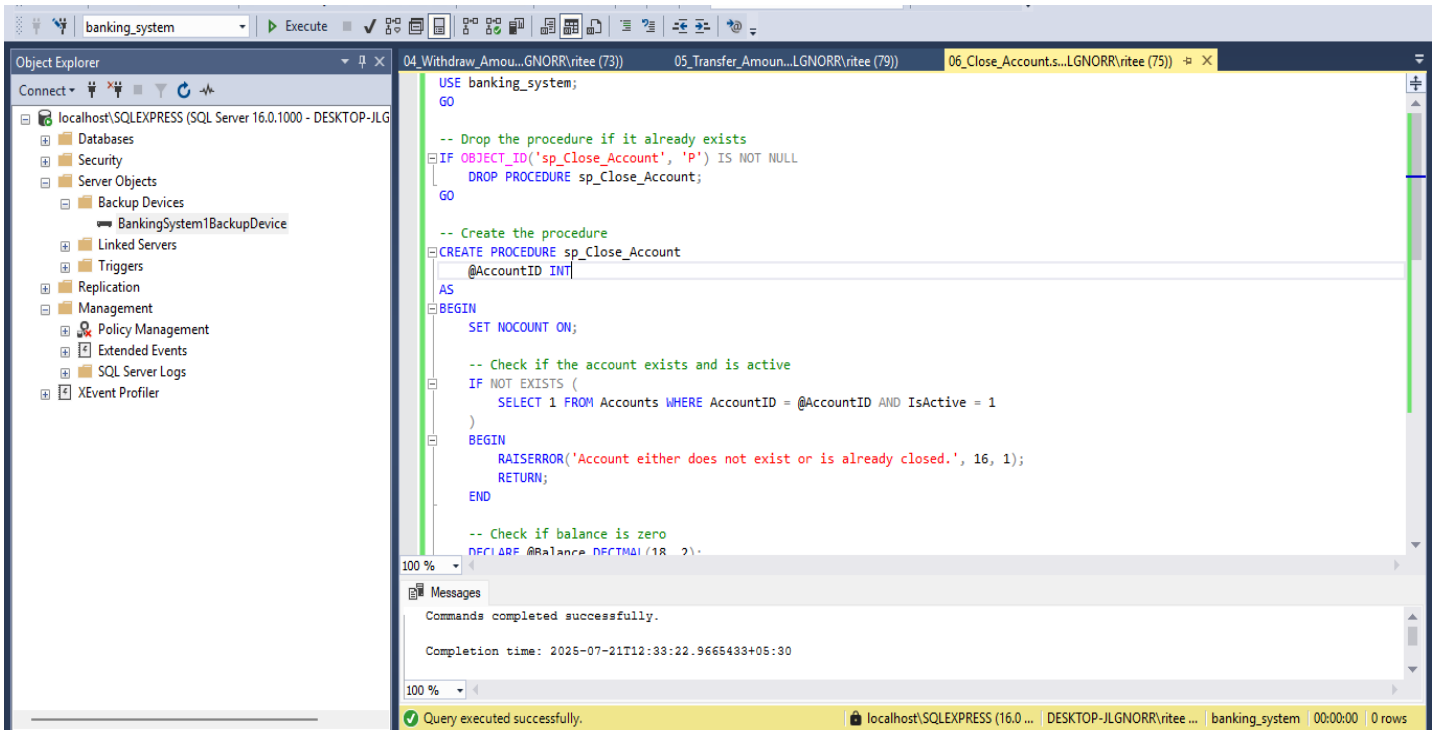 banking_system
Execute
Object Explorer
Connect
localhost\SQLEXPRESS (SQL Server 16.0.1000 - DESKTOP-JLG
Databases
Security
Server Objects
Backup Devices
BankingSystem1BackupDevice
Linked Servers
Triggers
Replication
Management
Policy Management
Extended Events
SQL Server Logs
XEvent Profiler
04_Withdraw_Amou...GNORR\ritee (73))
05_Transfer_Amoun...LGNORR\ritee (79))
06_Close_Account.s...LGNORR\ritee (75))
USE banking_system;
GO
-- Drop the procedure if it already exists
IF OBJECT_ID('sp_Close_Account', 'P') IS NOT NULL
DROP PROCEDURE sp_Close_Account;
GO
-- Create the procedure
CREATE PROCEDURE sp_Close_Account
@AccountID INT
AS
BEGIN
SET NOCOUNT ON;
-- Check if the account exists and is active
IF NOT EXISTS (
SELECT 1 FROM Accounts WHERE AccountID = @AccountID AND IsActive = 1
)
BEGIN
RAISERROR('Account either does not exist or is already closed.', 16, 1);
RETURN;
END
-- Check if balance is zero
DECLARE @Balance DECIMAL(18, 2);
100 %
Messages
Commands completed successfully.
Completion time: 2025-07-21T12:33:22.9665433+05:30
100 %
Query executed successfully.
localhost\SQLEXPRESS (16.0 ...
DESKTOP-JLGNORR\ritee ...
banking_system
00:00:00
0 rows